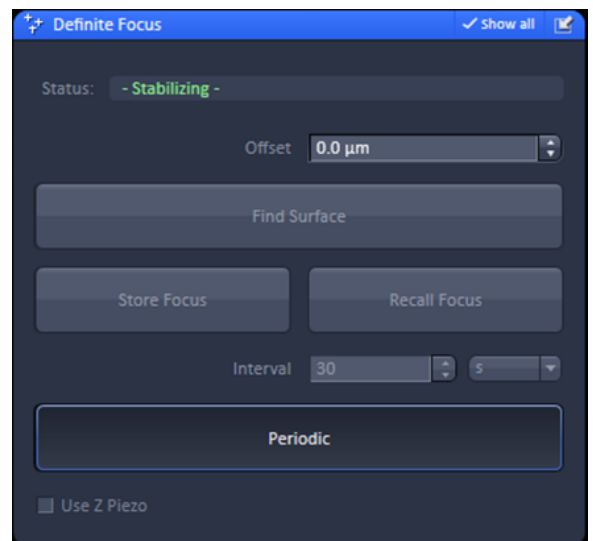 Definite Focus
Show all
Status: - Stabilizing -
Offset 0.0 µm
Find Surface
Store Focus Recall Focus
Interval 30 s
Periodic
Use Z Piezo